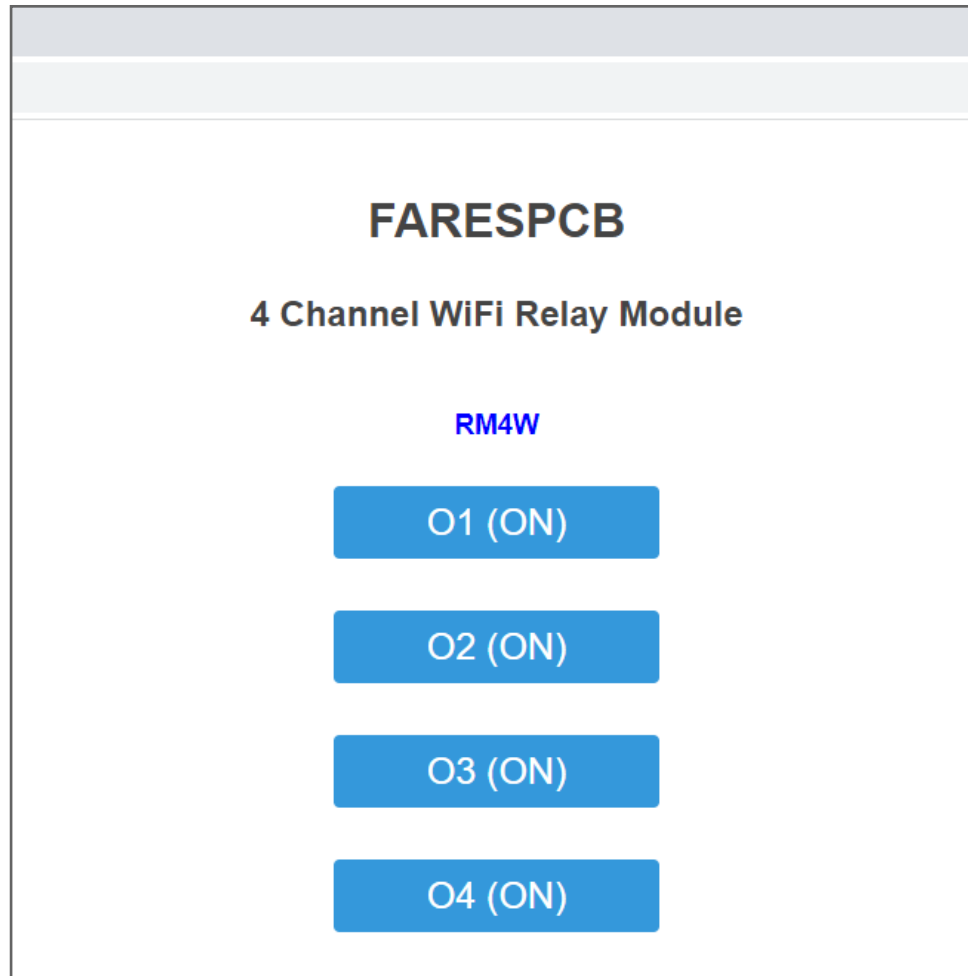 FARESPCB
4 Channel WiFi Relay Module
RM4W
O1 (ON)
O2 (ON)
O3 (ON)
O4 (ON)